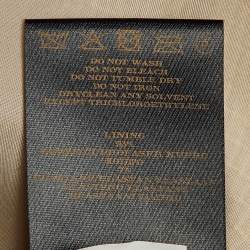 DO NOT WASH
DO NOT BLEACH
DO NOT TUMBLE DRY
DO NOT IRON
DRYCLEAN ANY SOLVENT
EXCEPT TRICHLOROETHYLENE
LINING